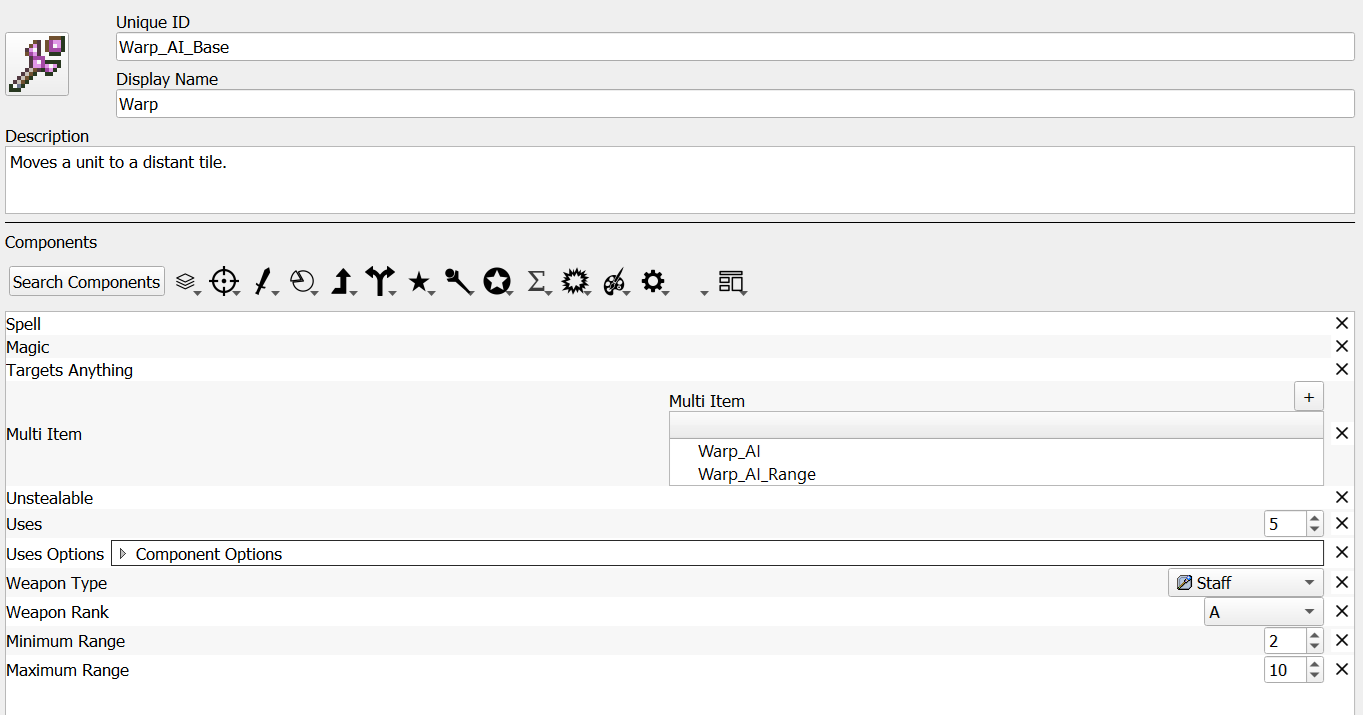 Unique ID
Warp_AI_Base
Display Name
Warp
Description
Moves a unit to a distant tile.
Components
Search Components
Spell
Magic
Targets Anything
Multi Item
+
Multi Item
Warp_AI
Warp_AI_Range
Unstealable
Uses 5
Uses Options Component Options
Weapon Type Staff
Weapon Rank A
Minimum Range 2
Maximum Range 10